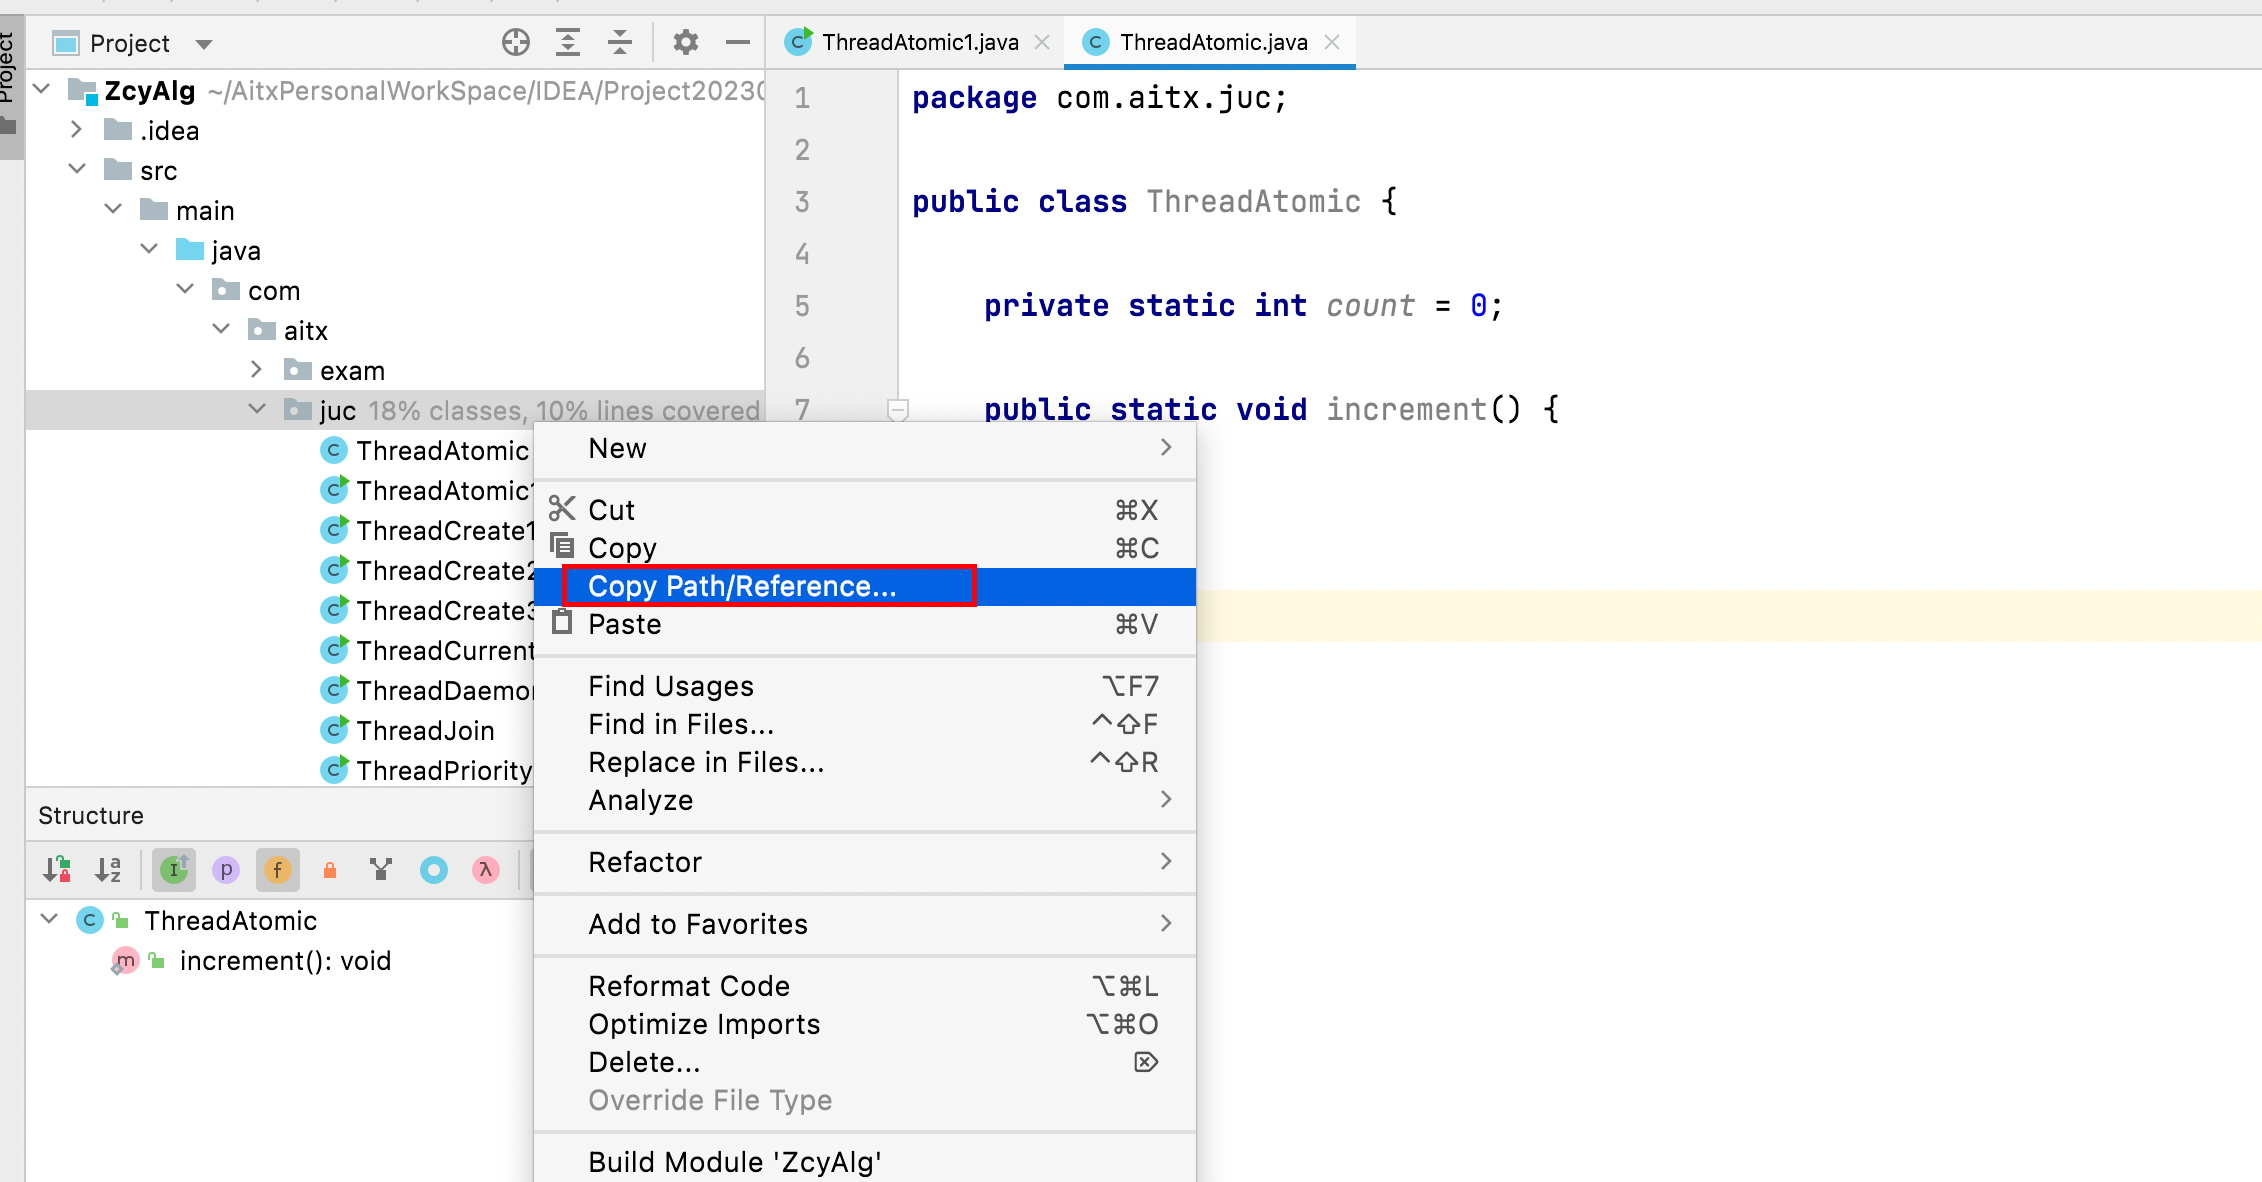 Project
Project
ThreadAtomic1.java
ThreadAtomic.java
ZcyAlg ~/AitxPersonalWorkSpace/IDEA/Project2023
.idea
src
main
java
com
aitx
exam
juc 18% classes, 10% lines covered
ThreadAtomic
ThreadAtomic1
ThreadCreate1
ThreadCreate2
ThreadCreate3
ThreadCurrent
ThreadDaemon
ThreadJoin
ThreadPriority
1 package com.aitx.juc;
2
3 public class ThreadAtomic {
4
5 private static int count = 0;
6
7 public static void increment() {
New
Cut ⌘X
Copy ⌘C
Copy Path/Reference...
Paste ⌘V
Find Usages ⌥F7
Find in Files... ^⇧F
Replace in Files... ^⇧R
Analyze
Refactor
Add to Favorites
Reformat Code ⌥⌘L
Optimize Imports ⌥⌘O
Delete... ⌦
Override File Type
Build Module 'ZcyAlg'
Structure
ThreadAtomic
increment(): void